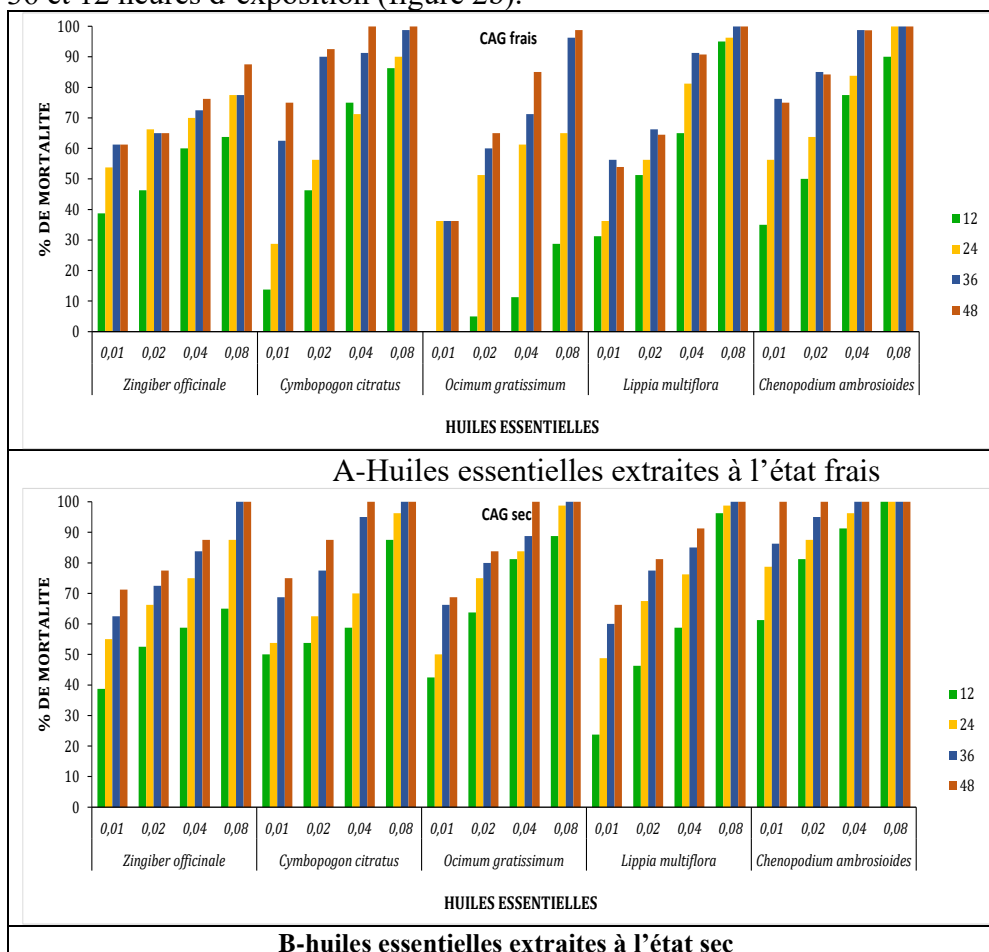 36 et 12 heures d'exposition (figure 2b).
CAG frais
% DE MORTALITE
100
90
80
70
60
50
40
30
20
10
0
12
24
36
48
0,01 0,02 0,04 0,08 0,01 0,02 0,04 0,08 0,01 0,02 0,04 0,08 0,01 0,02 0,04 0,08 0,01 0,02 0,04 0,08
Zingiber officinale Cymbopogon citratus Ocimum gratissimum Lippia multiflora Chenopodium ambrosioides
HUILES ESSENTIELLES
A-Huiles essentielles extraites à l'état frais
CAG sec
% DE MORTALITE
100
90
80
70
60
50
40
30
20
10
0
12
24
36
48
0,01 0,02 0,04 0,08 0,01 0,02 0,04 0,08 0,01 0,02 0,04 0,08 0,01 0,02 0,04 0,08 0,01 0,02 0,04 0,08
Zingiber officinale Cymbopogon citratus Ocimum gratissimum Lippia multiflora Chenopodium ambrosioides
HUILES ESSENTIELLES
B-huiles essentielles extraites à l'état sec